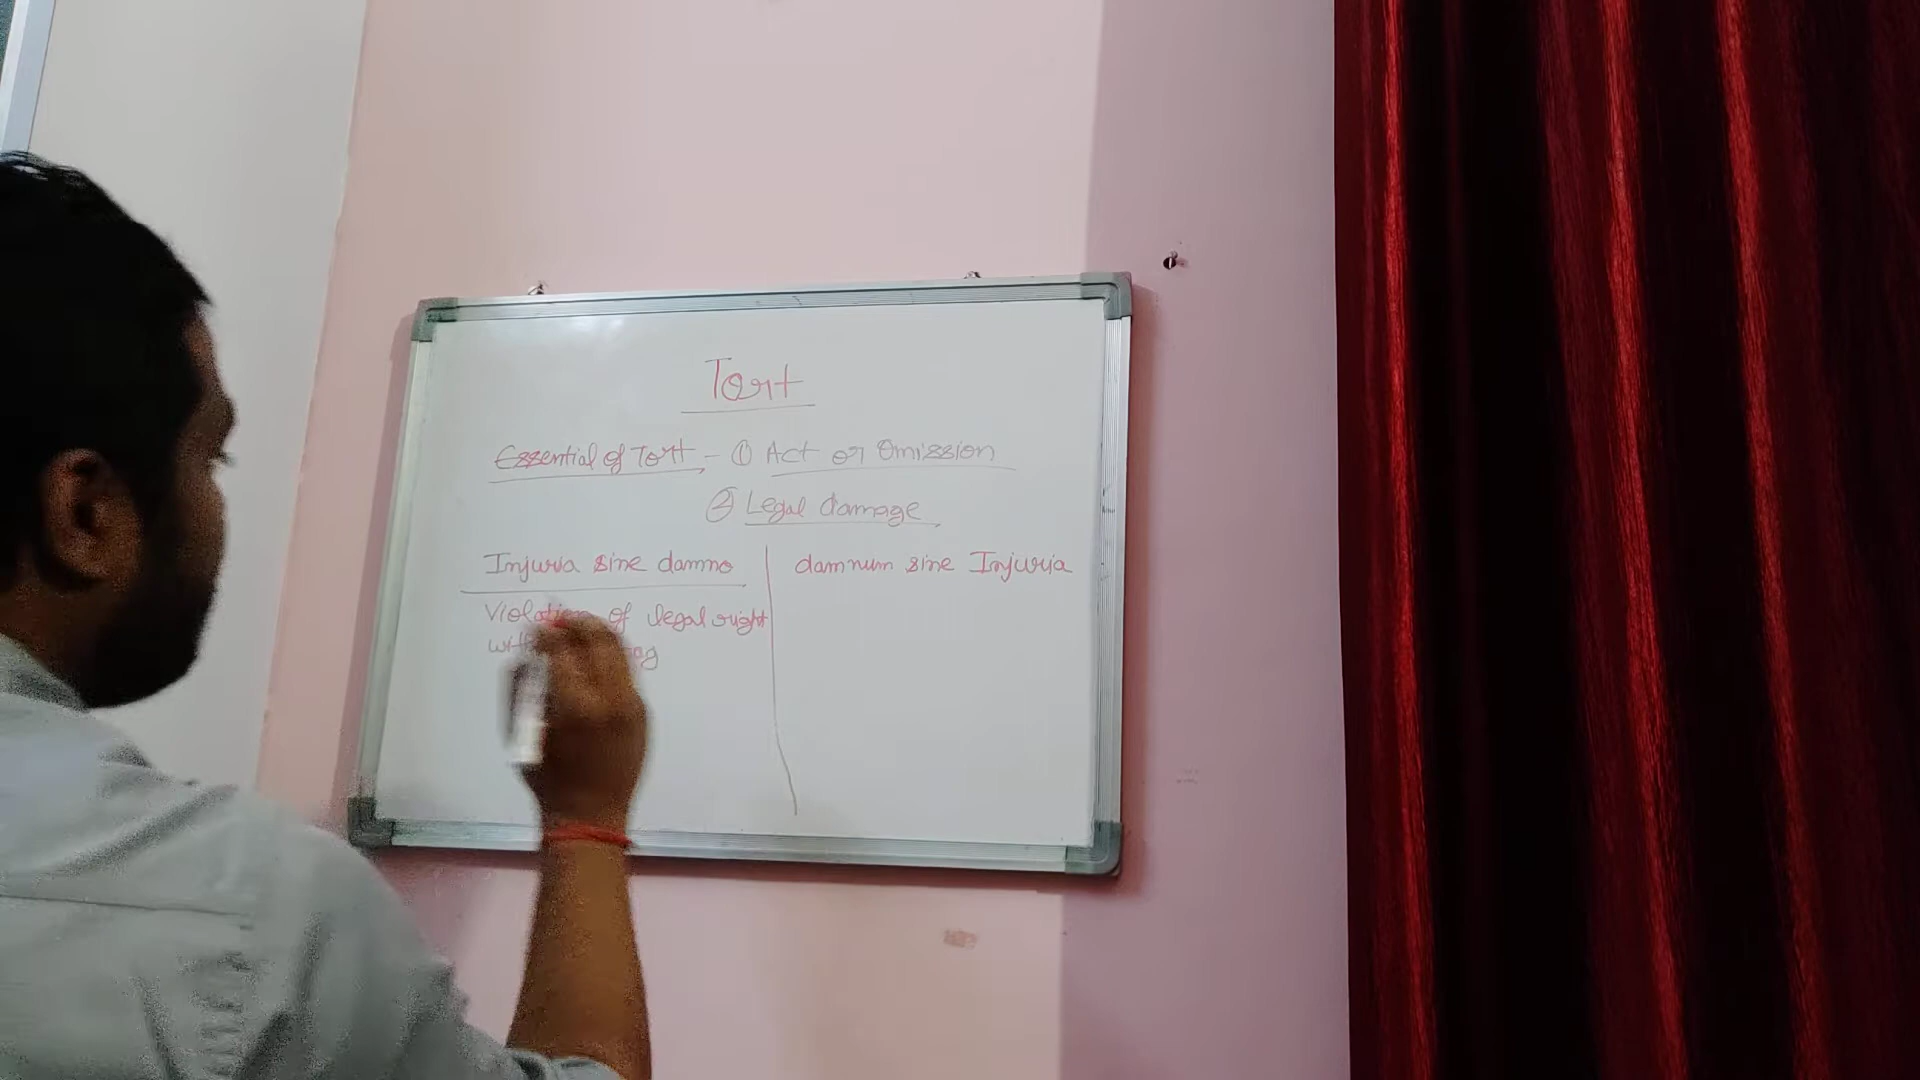 Tort
Essential of Tort - ① Act or Omission
② Legal damage
Injuria sine damno
damnum sine Injuria
Violation of legal right